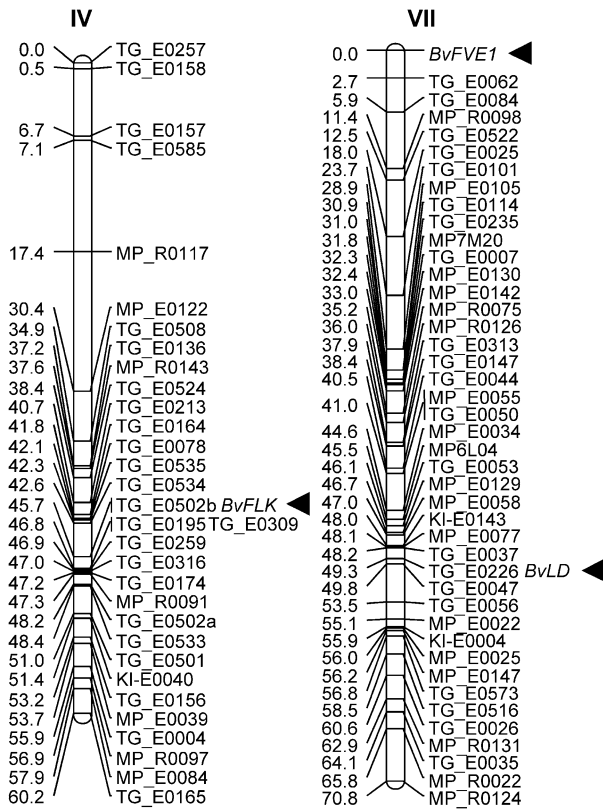 IV
0.0 TG_E0257
0.5 TG_E0158
6.7 TG_E0157
7.1 TG_E0585
17.4 MP_R0117
30.4 MP_E0122
34.9 TG_E0508
37.2 TG_E0136
37.6 MP_R0143
38.4 TG_E0524
40.7 TG_E0213
41.8 TG_E0164
42.1 TG_E0078
42.3 TG_E0535
42.6 TG_E0534
45.7 TG_E0502b BvFLK
46.8 TG_E0195 TG_E0309
46.9 TG_E0259
47.0 TG_E0316
47.2 TG_E0174
47.3 MP_R0091
48.2 TG_E0502a
48.4 TG_E0533
51.0 TG_E0501
51.4 KI-E0040
53.2 TG_E0156
53.7 MP_E0039
55.9 TG_E0004
56.9 MP_R0097
57.9 MP_E0084
60.2 TG_E0165
VII
0.0 BvFVE1
2.7 TG_E0062
5.9 TG_E0084
11.4 MP_R0098
12.5 TG_E0522
18.0 TG_E0025
23.7 TG_E0101
28.9 MP_E0105
30.9 TG_E0114
31.0 TG_E0235
31.8 MP7M20
32.3 TG_E0007
32.4 MP_E0130
33.0 MP_E0142
35.2 MP_R0075
36.0 MP_R0126
37.9 TG_E0313
38.4 TG_E0147
40.5 TG_E0044
41.0 MP_E0055
TG_E0050
44.6 MP_E0034
45.5 MP6L04
46.1 TG_E0053
46.7 MP_E0129
47.0 MP_E0058
48.0 KI-E0143
48.1 MP_E0077
48.2 TG_E0037
49.3 TG_E0226 BvLD
49.8 TG_E0047
53.5 TG_E0056
55.1 MP_E0022
55.9 KI-E0004
56.0 MP_E0025
56.2 MP_E0147
56.8 TG_E0573
58.5 TG_E0516
60.6 TG_E0026
62.9 MP_R0131
64.1 TG_E0035
65.8 MP_R0022
70.8 MP_R0124